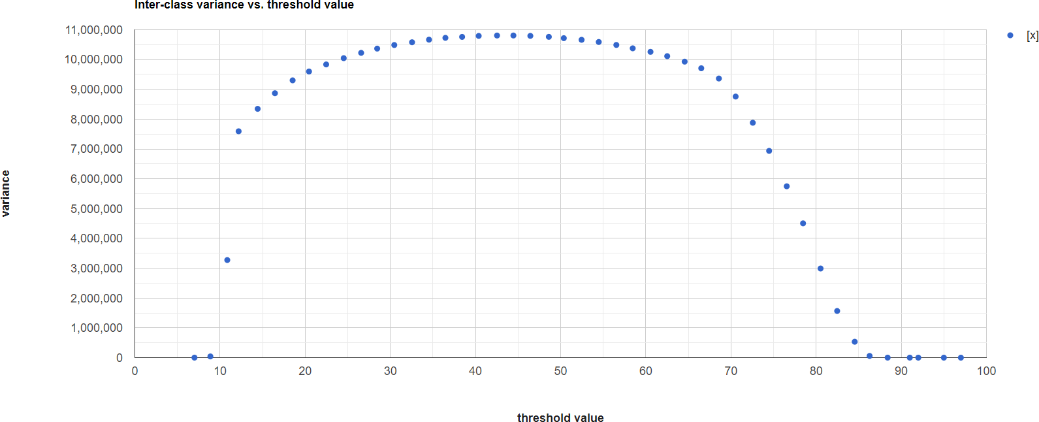 Inter-class variance vs. threshold value
11,000,000
10,000,000
9,000,000
8,000,000
7,000,000
6,000,000
5,000,000
4,000,000
3,000,000
2,000,000
1,000,000
0
variance
0 10 20 30 40 50 60 70 80 90 100
threshold value
[x]